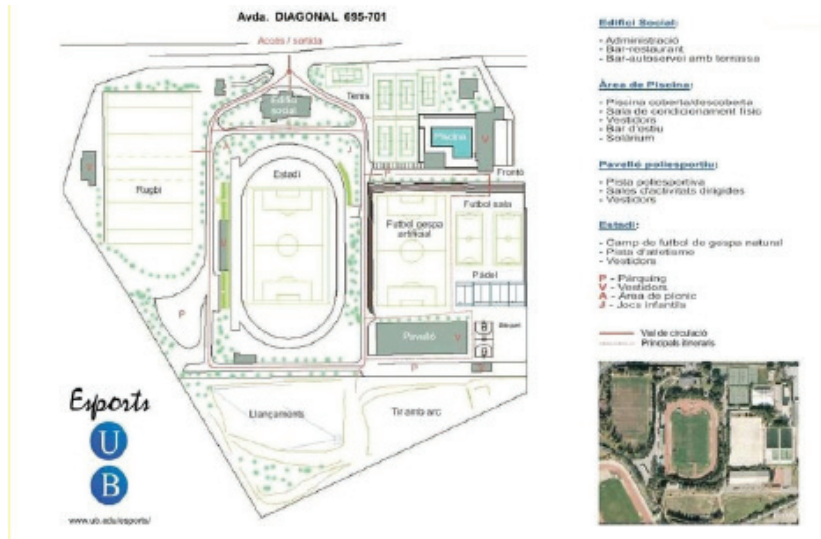 Avda. DIAGONAL 695-701
Accés / sortida
Edifici social
Tenis
Piscina
V
V
A
J
P
Frontó
Rugbi
Estadi
Futbol sala
Futbol gespa
artificial
V
Pádel
P
Pavelló
V
Bàsquet
P
Llançaments
Tir amb arc
Esports
U
B
www.ub.edu/esports/
Edifici Social:
- Administració
- Bar-restaurant
- Bar-autoservei amb terrassa
Àrea de Piscina:
- Piscina coberta/descoberta
- Sala de condicionament físic
- Vestidors
- Bar d'estiu
- Solàrium
Pavelló poliesportiu:
- Pista poliesportiva
- Sales d'activitats dirigides
- Vestidors
Estadi:
- Camp de futbol de gespa natural
- Pista d'atletisme
- Vestidors
P - Pàrquing
V - Vestidors
A - Àrea de pícnic
J - Jocs infantils
Vial de circulació
Principals itineraris